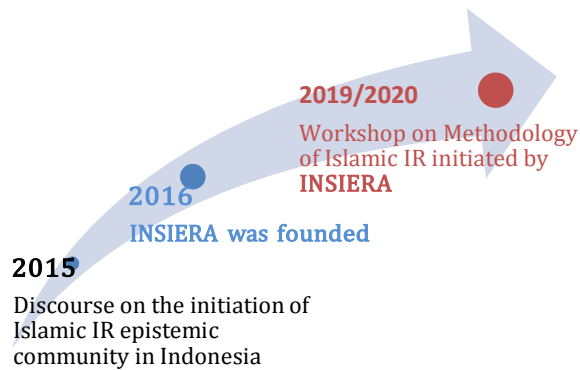 2019/2020
Workshop on Methodology
of Islamic IR initiated by
INSIERA
2016
INSIERA was founded
2015
Discourse on the initiation of
Islamic IR epistemic
community in Indonesia